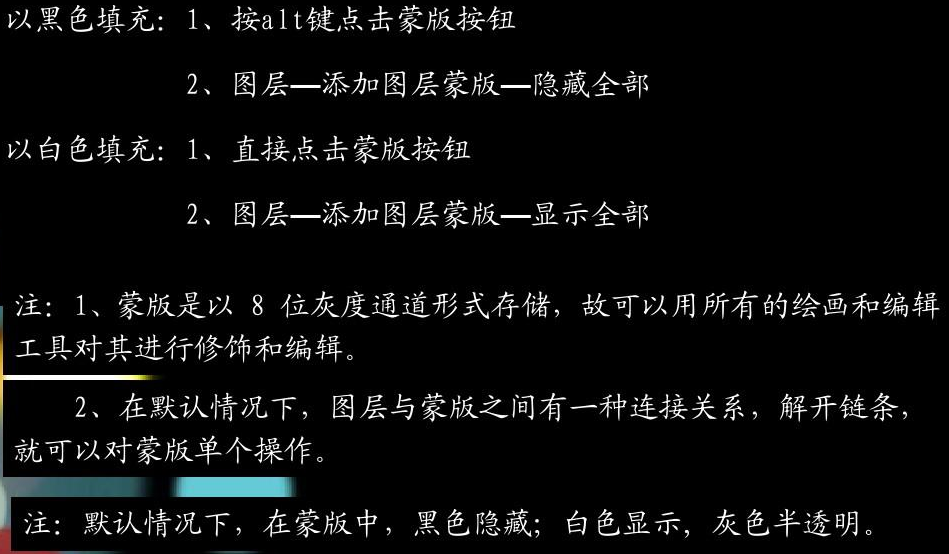 以黑色填充：1、按alt键点击蒙版按钮
2、图层—添加图层蒙版—隐藏全部
以白色填充：1、直接点击蒙版按钮
2、图层—添加图层蒙版—显示全部
注：1、蒙版是以 8 位灰度通道形式存储，故可以用所有的绘画和编辑
工具对其进行修饰和编辑。
2、在默认情况下，图层与蒙版之间有一种连接关系，解开链条，
就可以对蒙版单个操作。
注：默认情况下，在蒙版中，黑色隐藏；白色显示，灰色半透明。